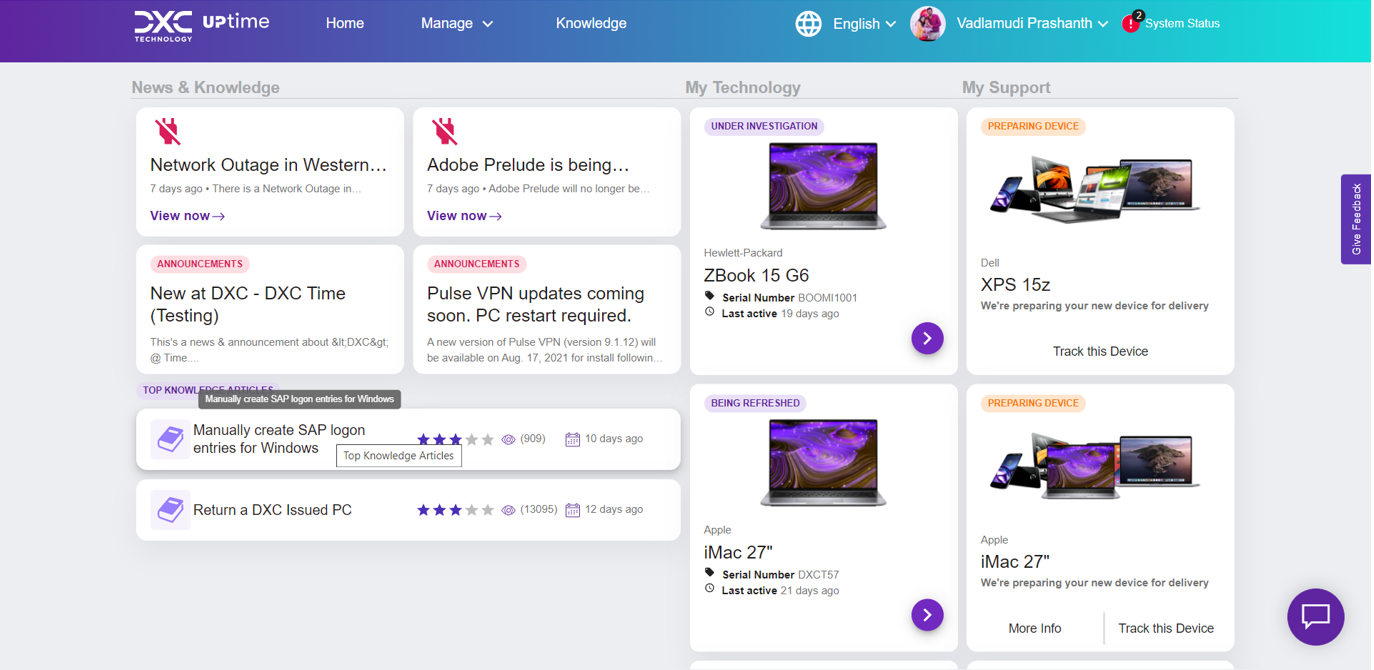 DXC TECHNOLOGY UPtime
Home
Manage
Knowledge
English
Vadlamudi Prashanth
! 2
System Status
News & Knowledge
Network Outage in Western...
7 days ago • There is a Network Outage in...
View now
Adobe Prelude is being...
7 days ago • Adobe Prelude will no longer be...
View now
ANNOUNCEMENTS
New at DXC - DXC Time
(Testing)
This's a news & announcement about &lt;DXC&gt;
@ Time....
ANNOUNCEMENTS
Pulse VPN updates coming
soon. PC restart required.
A new version of Pulse VPN (version 9.1.12) will
be available on Aug. 17, 2021 for install followin...
TOP KNOWLEDGE ARTICLES
Manually create SAP logon entries for Windows
Manually create SAP logon
entries for Windows
(909)
10 days ago
Top Knowledge Articles
Return a DXC Issued PC
(13095)
12 days ago
My Technology
UNDER INVESTIGATION
Hewlett-Packard
ZBook 15 G6
Serial Number BOOMI1001
Last active 19 days ago
BEING REFRESHED
Apple
iMac 27"
Serial Number DXCT57
Last active 21 days ago
My Support
PREPARING DEVICE
Dell
XPS 15z
We're preparing your new device for delivery
Track this Device
PREPARING DEVICE
Apple
iMac 27"
We're preparing your new device for delivery
More Info
Track this Device
Give Feedback